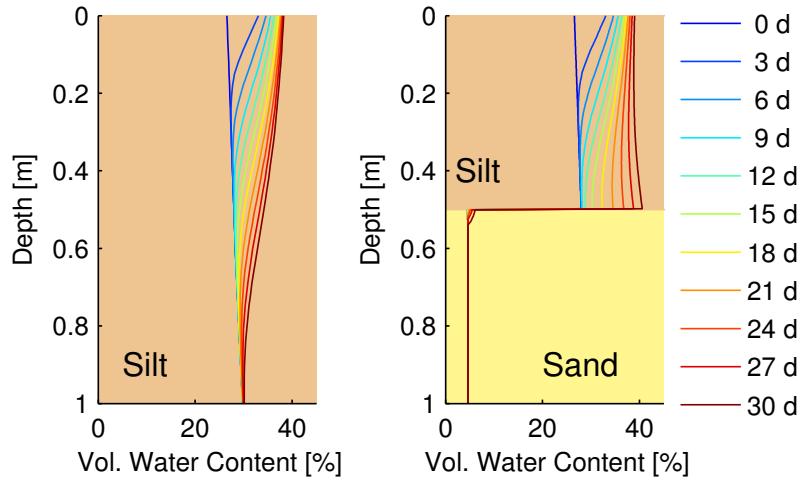 0
0.2
0.4
0.6
0.8
1
Depth [m]
Silt
0 20 40
Vol. Water Content [%]
0
0.2
0.4
0.6
0.8
1
Depth [m]
Silt
Sand
0 20 40
Vol. Water Content [%]
0 d
3 d
6 d
9 d
12 d
15 d
18 d
21 d
24 d
27 d
30 d